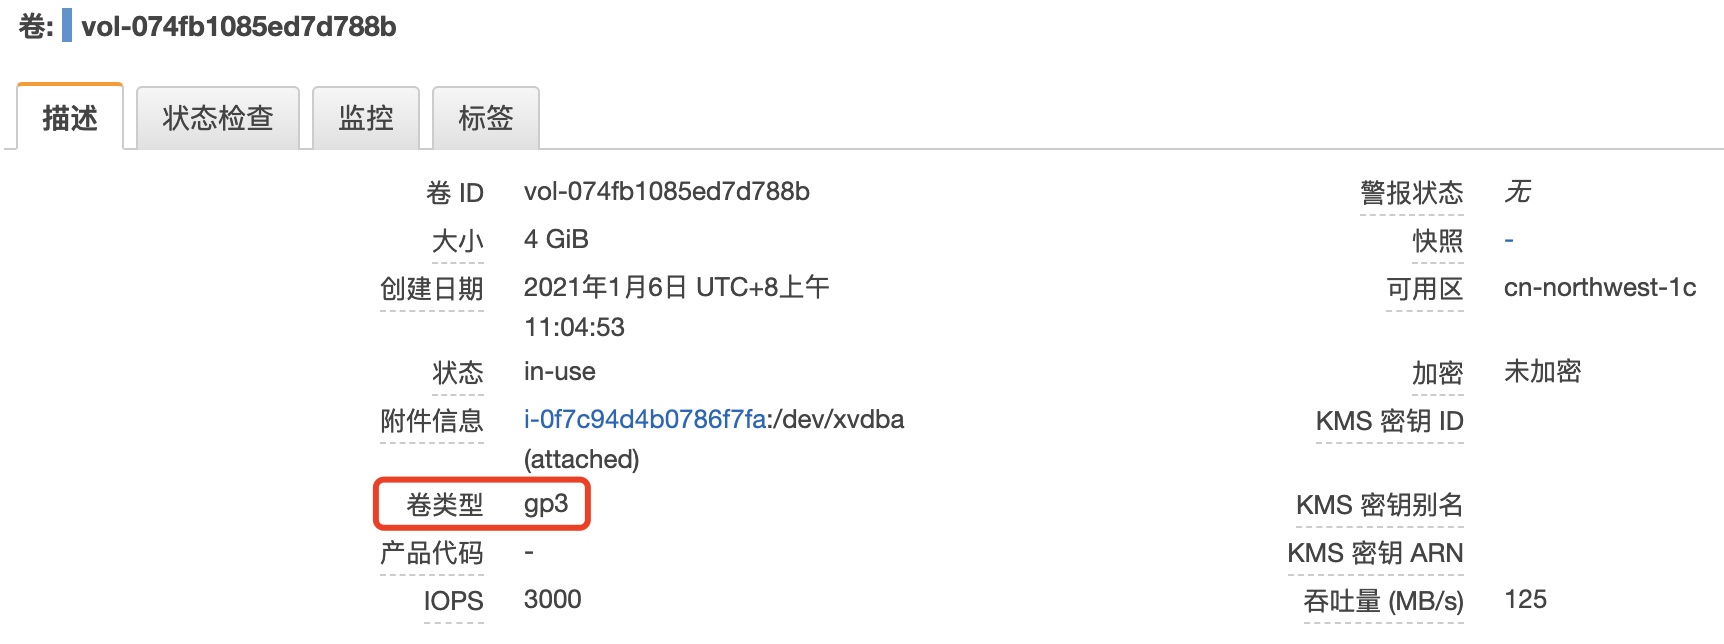 卷: vol-074fb1085ed7d788b
描述 状态检查 监控 标签
卷 ID vol-074fb1085ed7d788b 警报状态 无
大小 4 GiB 快照 -
创建日期 2021年1月6日 UTC+8上午 可用区 cn-northwest-1c
11:04:53
状态 in-use 加密 未加密
附件信息 i-0f7c94d4b0786f7fa:/dev/xvdba KMS 密钥 ID
(attached)
卷类型 gp3 KMS 密钥别名
产品代码 - KMS 密钥 ARN
IOPS 3000 吞吐量 (MB/s) 125